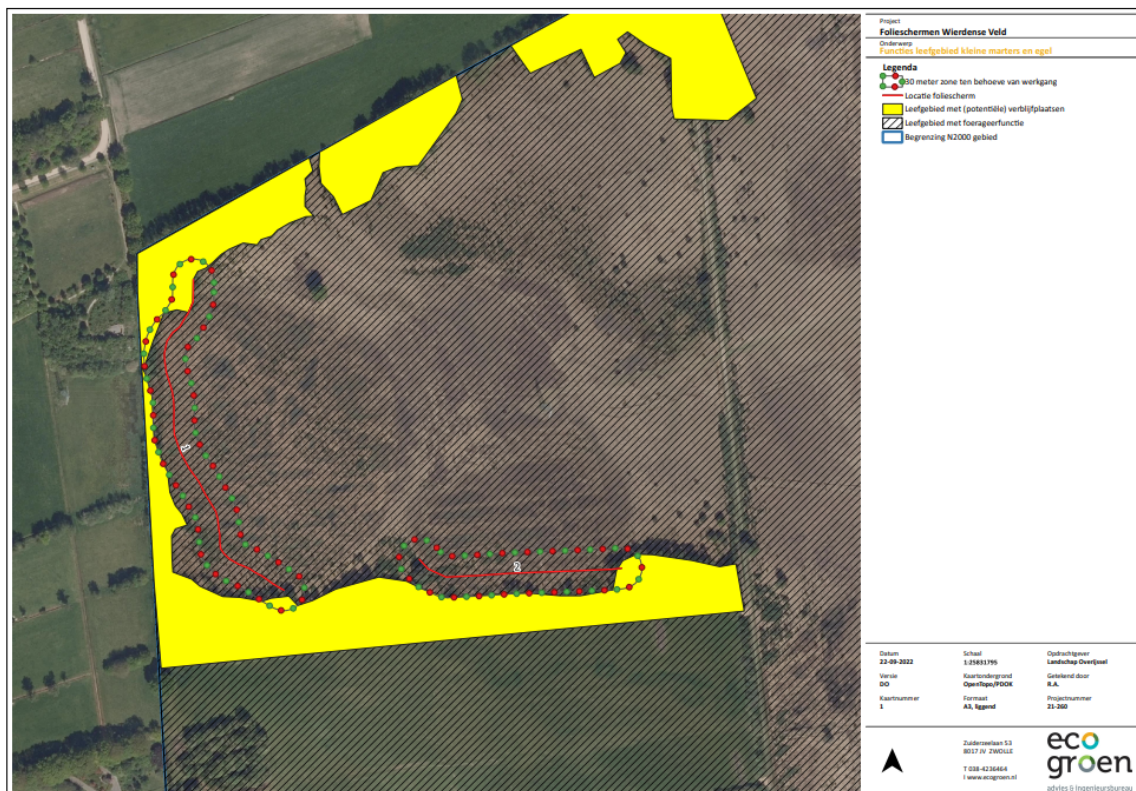 Project
Folieschermen Wierdense Veld
Onderwerp
Functies leefgebied kleine marters en egel
Legenda
30 meter zone ten behoeve van werkgang
Locatie foliescherm
Leefgebied met (potentiële) verblijfplaatsen
Leefgebied met foerageerfunctie
Begrenzing N2000 gebied
1
2
Datum Schaal Opdrachtgever
22-09-2022 1:25831795 Landschap Overijssel
Versie Kaartondergrond Getekend door
DO OpenTopo/PDOK R.A.
Kaartnummer Formaat Projectnummer
1 A3, liggend 21-260
Zuiderzeelaan 53
8017 JV ZWOLLE
T 038-4236464
I www.ecogroen.nl
eco
groen
advies & ingenieursbureau